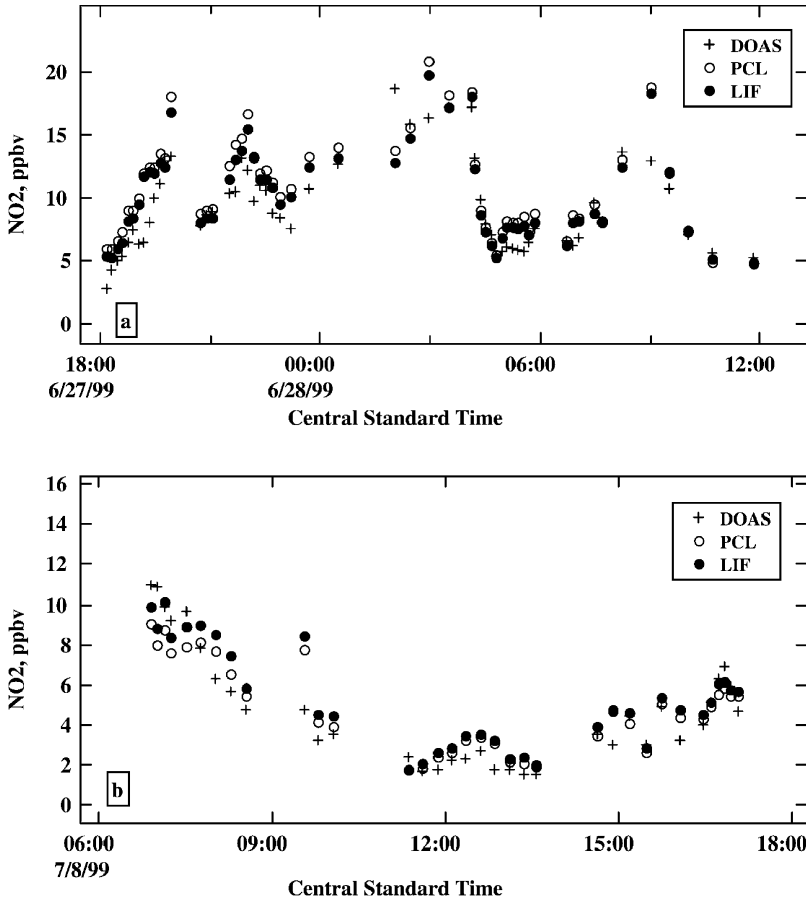 NO2, ppbv
20
15
10
5
0
+ DOAS
○ PCL
● LIF
a
18:00
00:00
06:00
12:00
6/27/99
6/28/99
Central Standard Time
NO2, ppbv
16
14
12
10
8
6
4
2
0
+ DOAS
○ PCL
● LIF
b
06:00
09:00
12:00
15:00
18:00
7/8/99
Central Standard Time